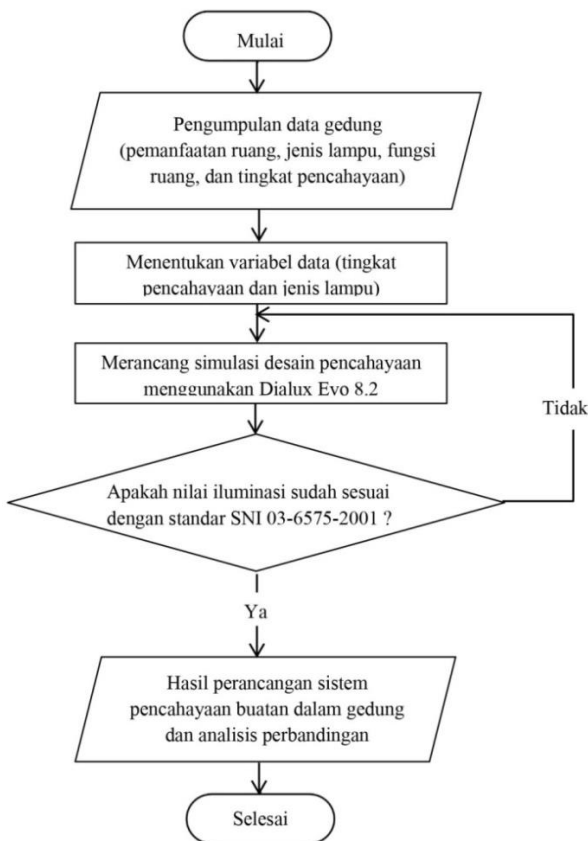 Mulai
Pengumpulan data gedung
(pemanfaatan ruang, jenis lampu, fungsi
ruang, dan tingkat pencahayaan)
Menentukan variabel data (tingkat
pencahayaan dan jenis lampu)
Merancang simulasi desain pencahayaan
menggunakan Dialux Evo 8.2
Tidak
Apakah nilai iluminasi sudah sesuai
dengan standar SNI 03-6575-2001 ?
Ya
Hasil perancangan sistem
pencahayaan buatan dalam gedung
dan analisis perbandingan
Selesai